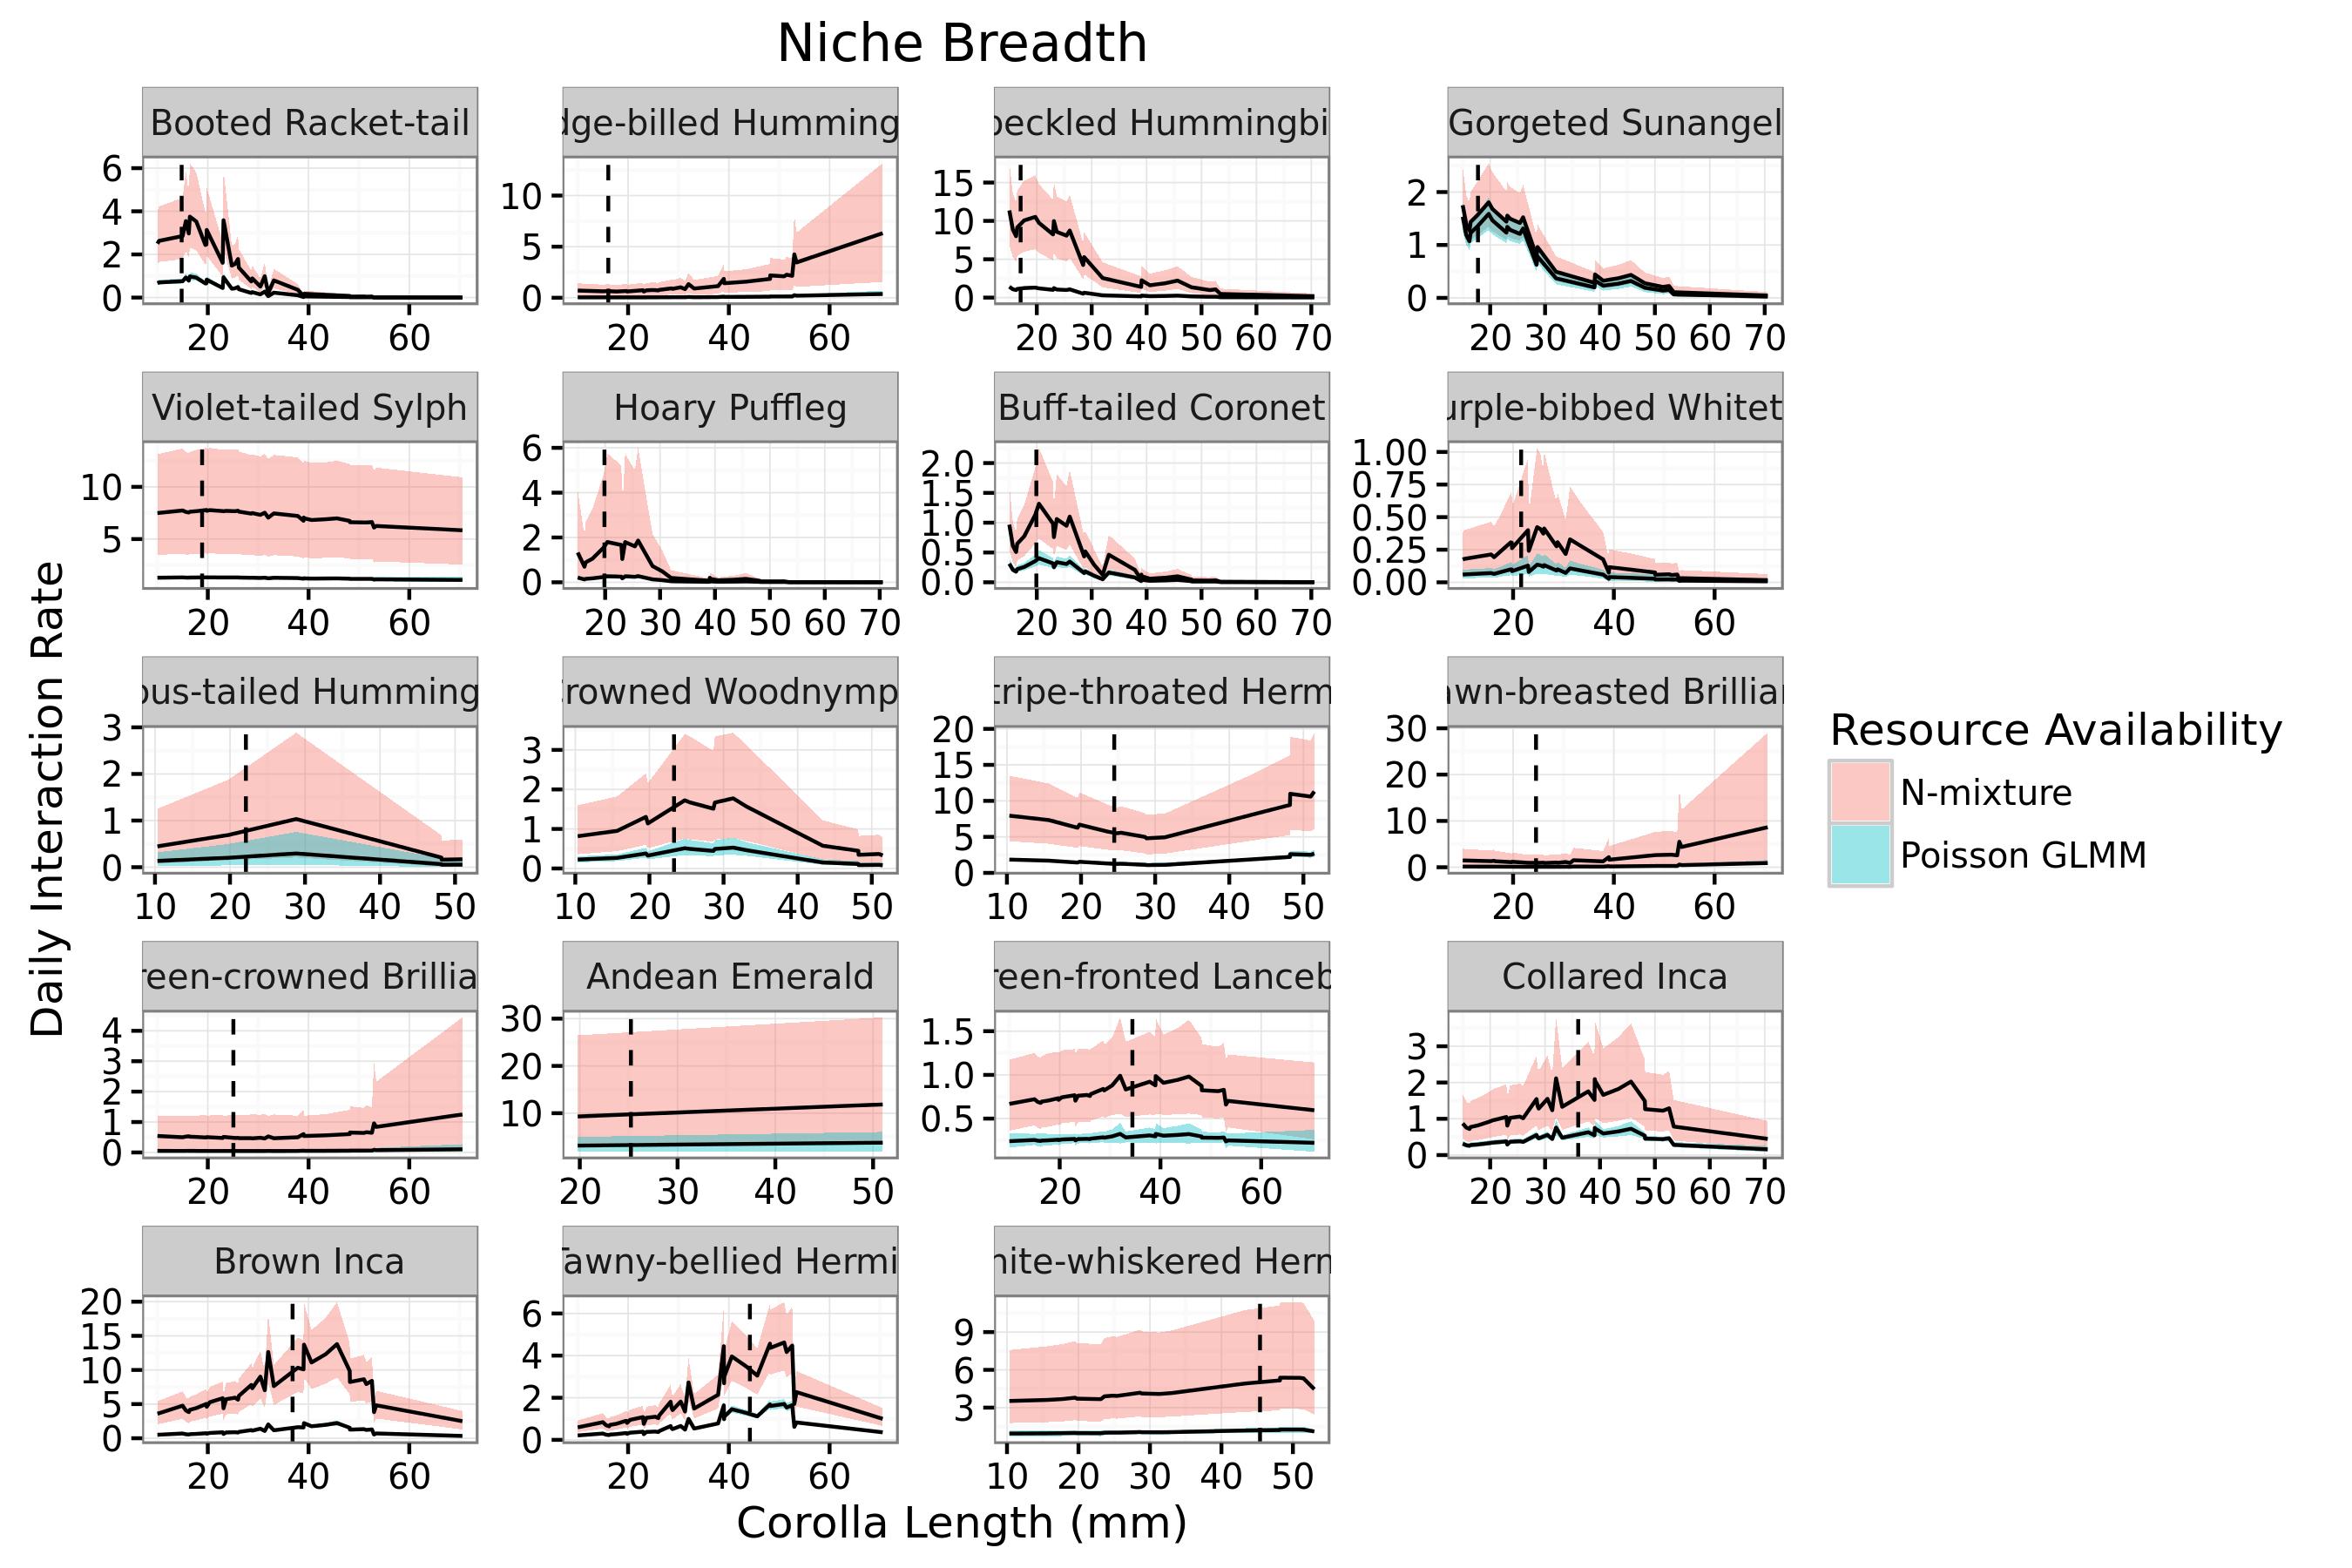 Niche Breadth
Booted Racket-tail
dge-billed Humming
peckled Hummingbi
Gorgeted Sunangel
6
4
2
0
10
5
0
15
10
5
0
2
1
0
20 40 60
20 40 60
20 30 40 50 60 70
20 30 40 50 60 70
Violet-tailed Sylph
Hoary Puffleg
Buff-tailed Coronet
urple-bibbed Whitet
10
5
6
4
2
0
2.0
1.5
1.0
0.5
0.0
1.00
0.75
0.50
0.25
0.00
20 40 60
20 30 40 50 60 70
20 30 40 50 60 70
20 40 60
ous-tailed Humming
rowned Woodnymp
tripe-throated Herm
awn-breasted Brillian
3
2
1
0
3
2
1
0
20
15
10
5
0
30
20
10
0
10 20 30 40 50
10 20 30 40 50
10 20 30 40 50
20 40 60
reen-crowned Brillia
Andean Emerald
reen-fronted Lanceb
Collared Inca
4
3
2
1
0
30
20
10
1.5
1.0
0.5
3
2
1
0
20 40 60
20 30 40 50
20 40 60
20 30 40 50 60 70
Brown Inca
Tawny-bellied Hermi
hite-whiskered Herm
20
15
10
5
0
6
4
2
0
9
6
3
20 40 60
20 40 60
10 20 30 40 50
Corolla Length (mm)
Daily Interaction Rate
Resource Availability
N-mixture
Poisson GLMM